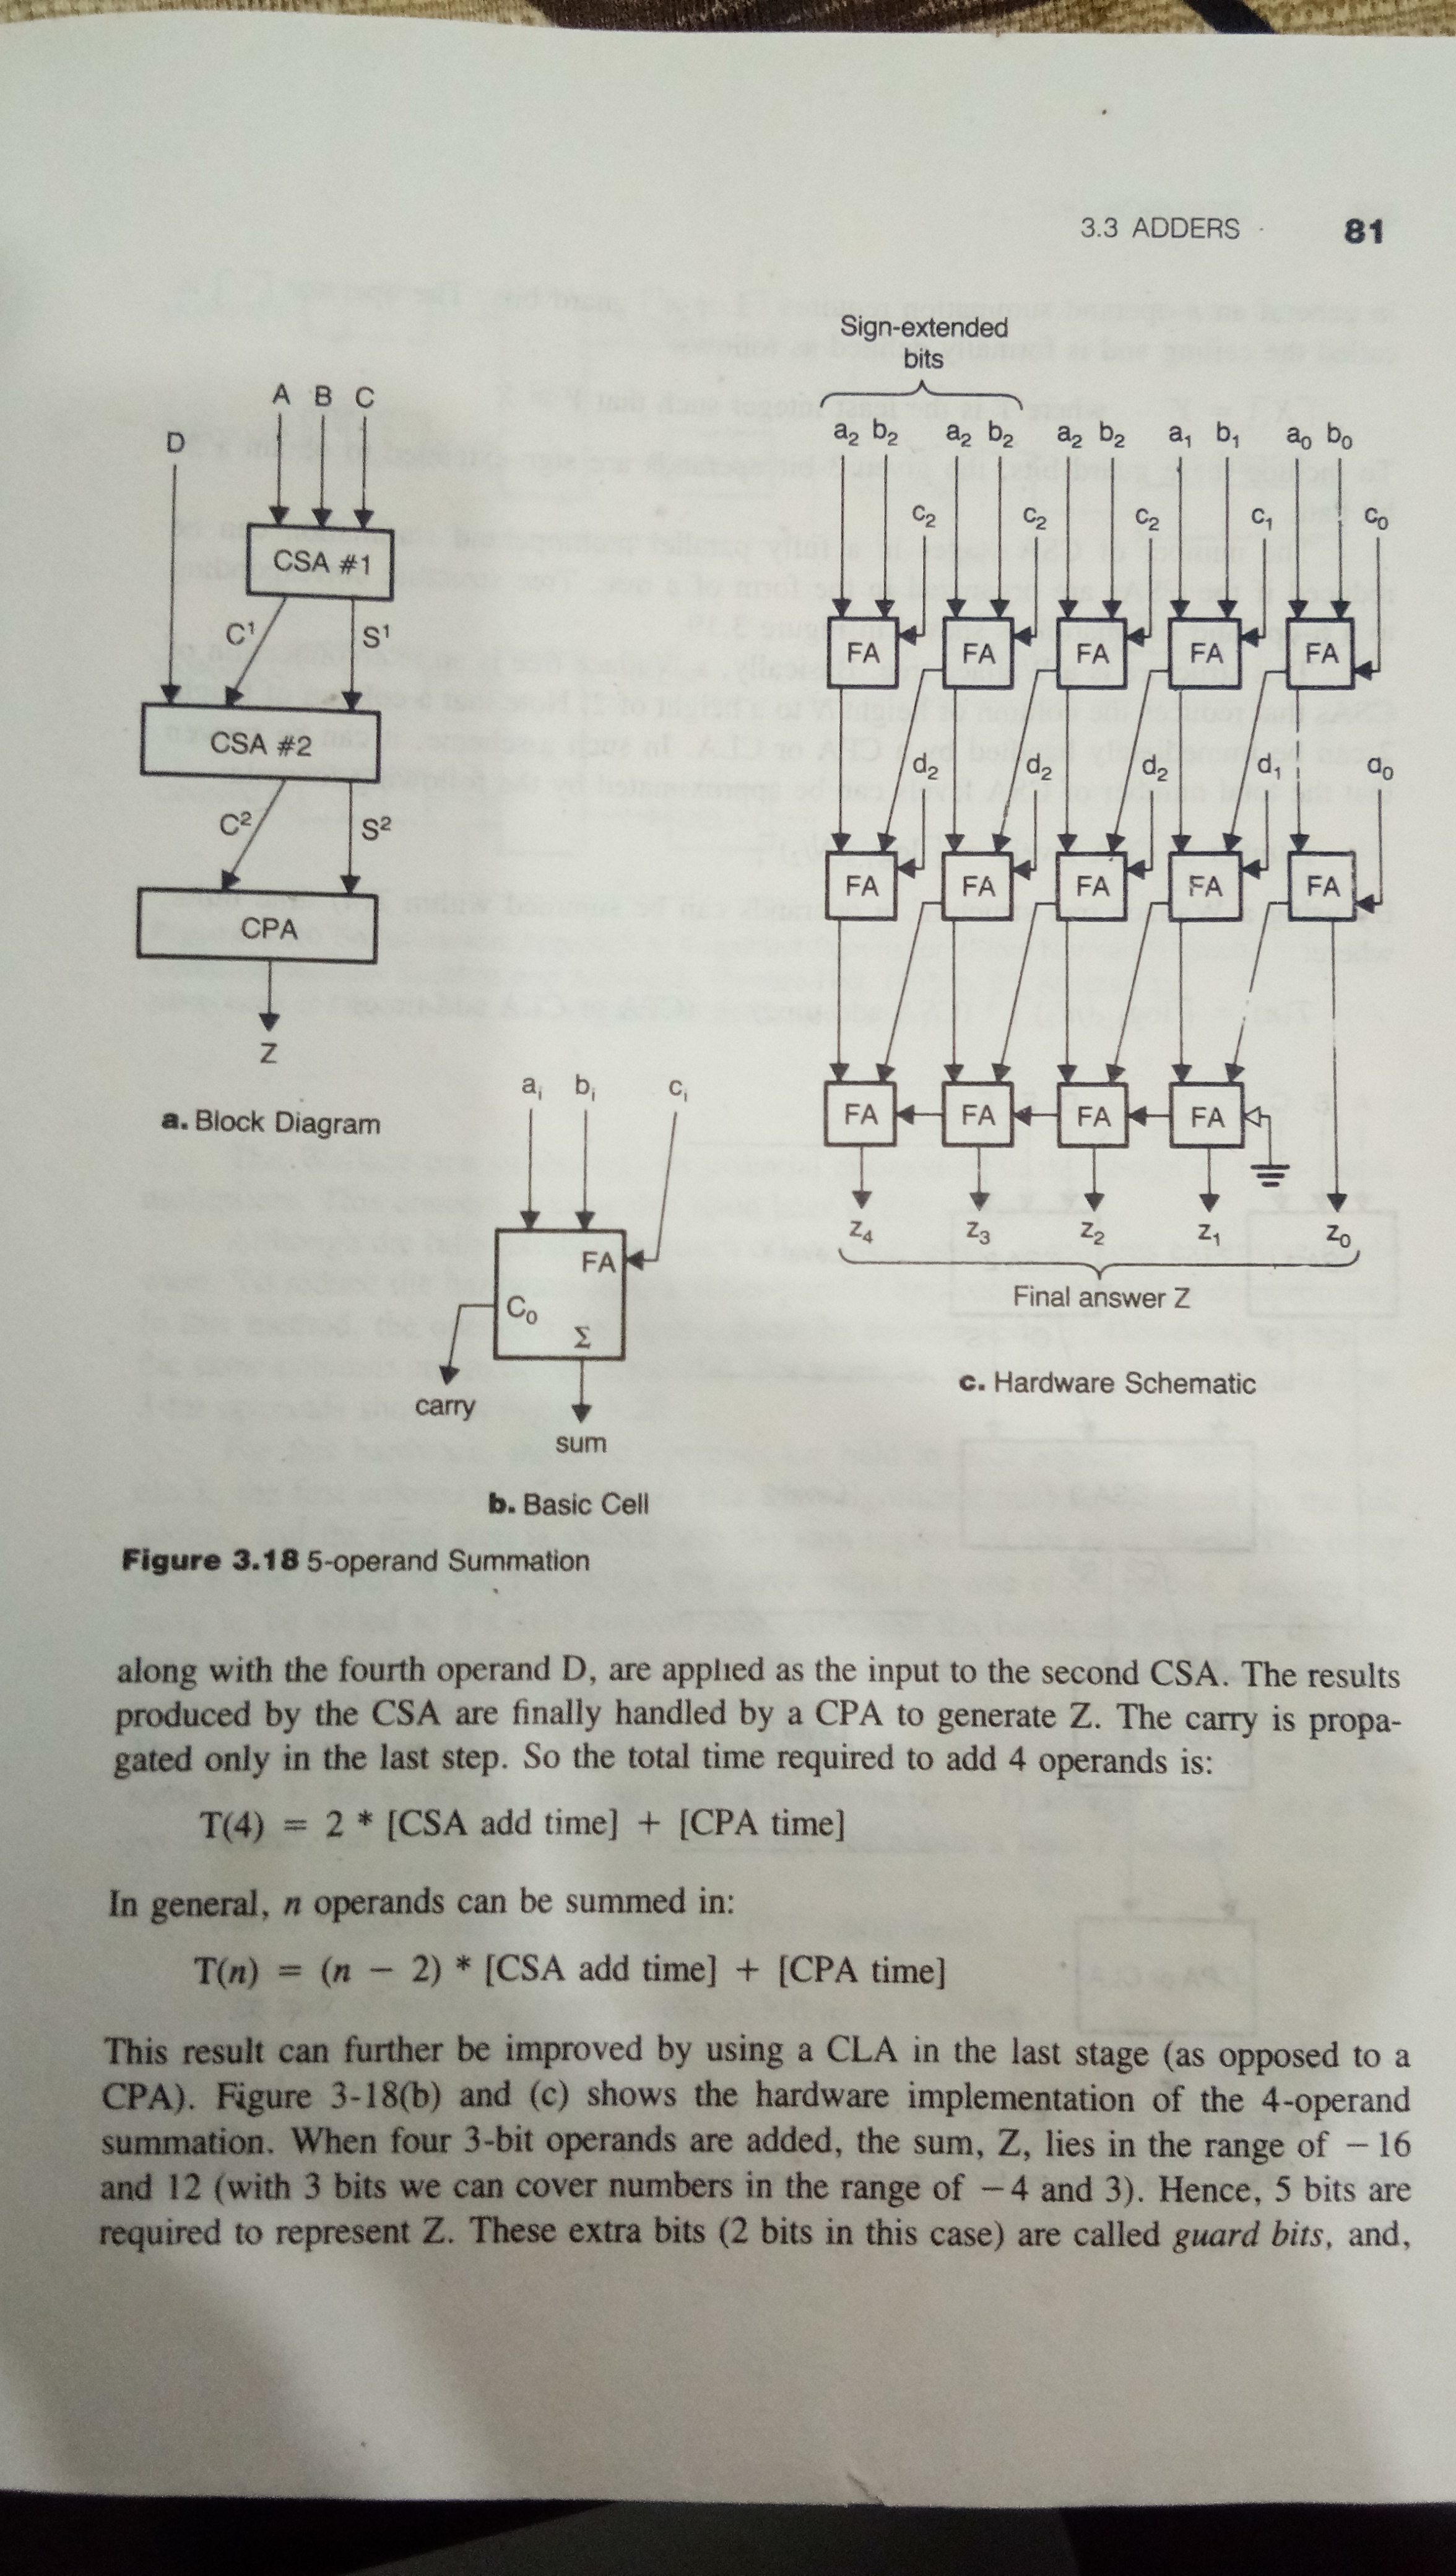 3.3 ADDERS 81
Sign-extended
bits
A B C
D
CSA #1
C¹ S¹
CSA #2
C² S²
CPA
Z
a. Block Diagram
aᵢ bᵢ cᵢ
FA
C₀
Σ
carry
sum
b. Basic Cell
a₂ b₂ a₂ b₂ a₂ b₂ a₁ b₁ a₀ b₀
c₂ c₂ c₂ c₁ c₀
FA FA FA FA FA
d₂ d₂ d₂ d₁ d₀
FA FA FA FA FA
FA FA FA FA
z₄ z₃ z₂ z₁ z₀
Final answer Z
c. Hardware Schematic
Figure 3.18 5-operand Summation
along with the fourth operand D, are applied as the input to the second CSA. The results
produced by the CSA are finally handled by a CPA to generate Z. The carry is propa-
gated only in the last step. So the total time required to add 4 operands is:
T(4) = 2 * [CSA add time] + [CPA time]
In general, n operands can be summed in:
T(n) = (n − 2) * [CSA add time] + [CPA time]
This result can further be improved by using a CLA in the last stage (as opposed to a
CPA). Figure 3-18(b) and (c) shows the hardware implementation of the 4-operand
summation. When four 3-bit operands are added, the sum, Z, lies in the range of −16
and 12 (with 3 bits we can cover numbers in the range of −4 and 3). Hence, 5 bits are
required to represent Z. These extra bits (2 bits in this case) are called guard bits, and,